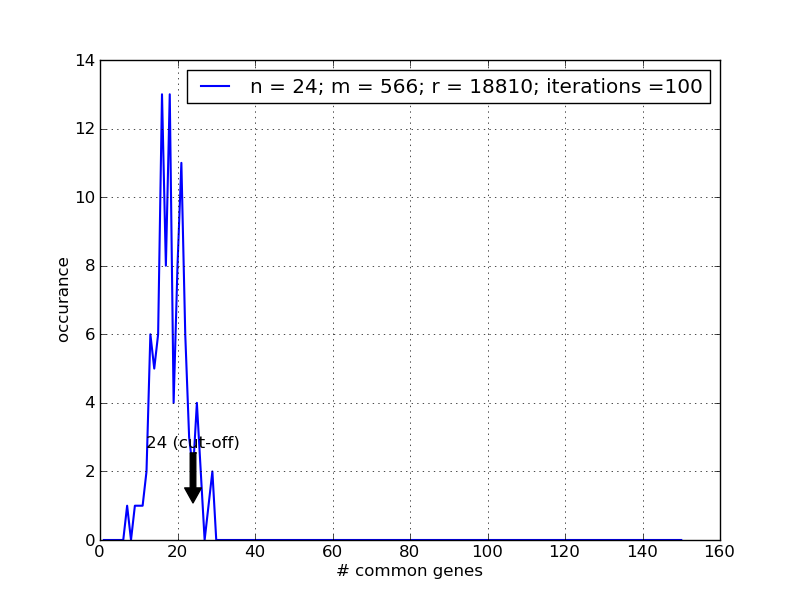 n = 24; m = 566; r = 18810; iterations =100
14
12
10
8
6
4
2
0
occurance
24 (cut-off)
0 20 40 60 80 100 120 140 160
# common genes